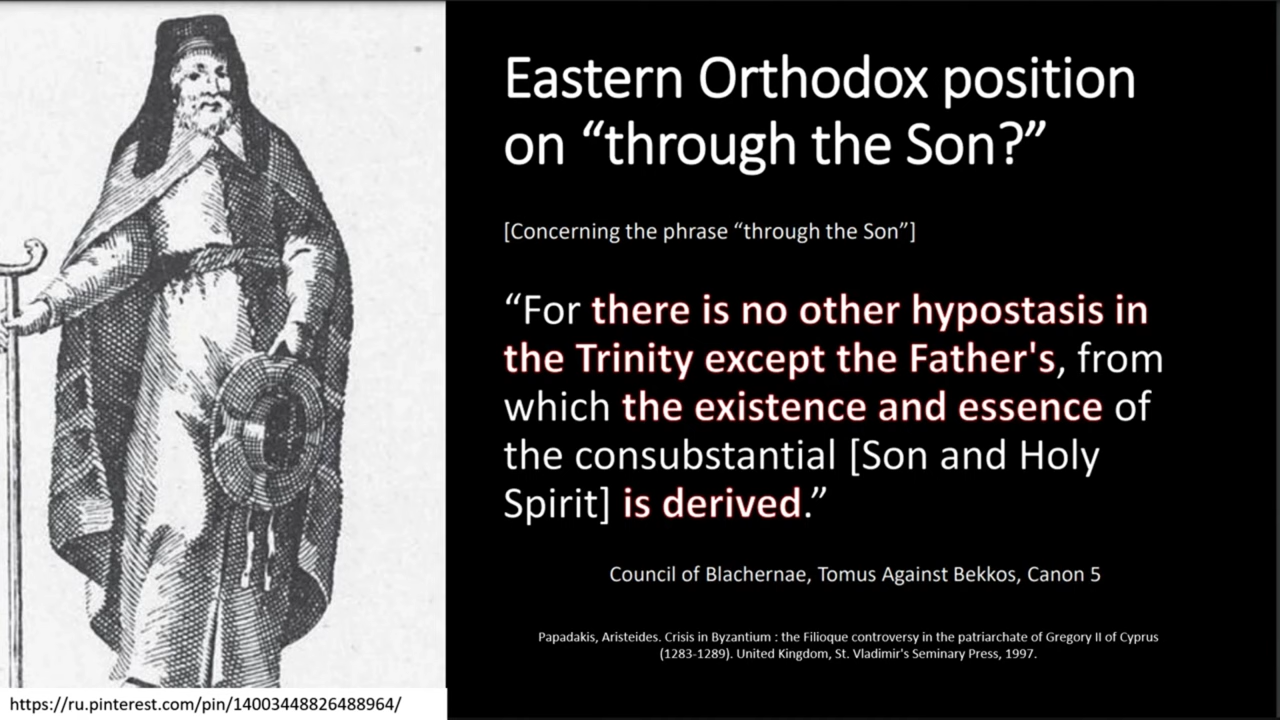 Eastern Orthodox position
on “through the Son?”
[Concerning the phrase “through the Son”]
“For there is no other hypostasis in
the Trinity except the Father's, from
which the existence and essence of
the consubstantial [Son and Holy
Spirit] is derived.”
Council of Blachernae, Tomus Against Bekkos, Canon 5
Papadakis, Aristeides. Crisis in Byzantium : the Filioque controversy in the patriarchate of Gregory II of Cyprus
(1283-1289). United Kingdom, St. Vladimir's Seminary Press, 1997.
https://ru.pinterest.com/pin/14003448826488964/